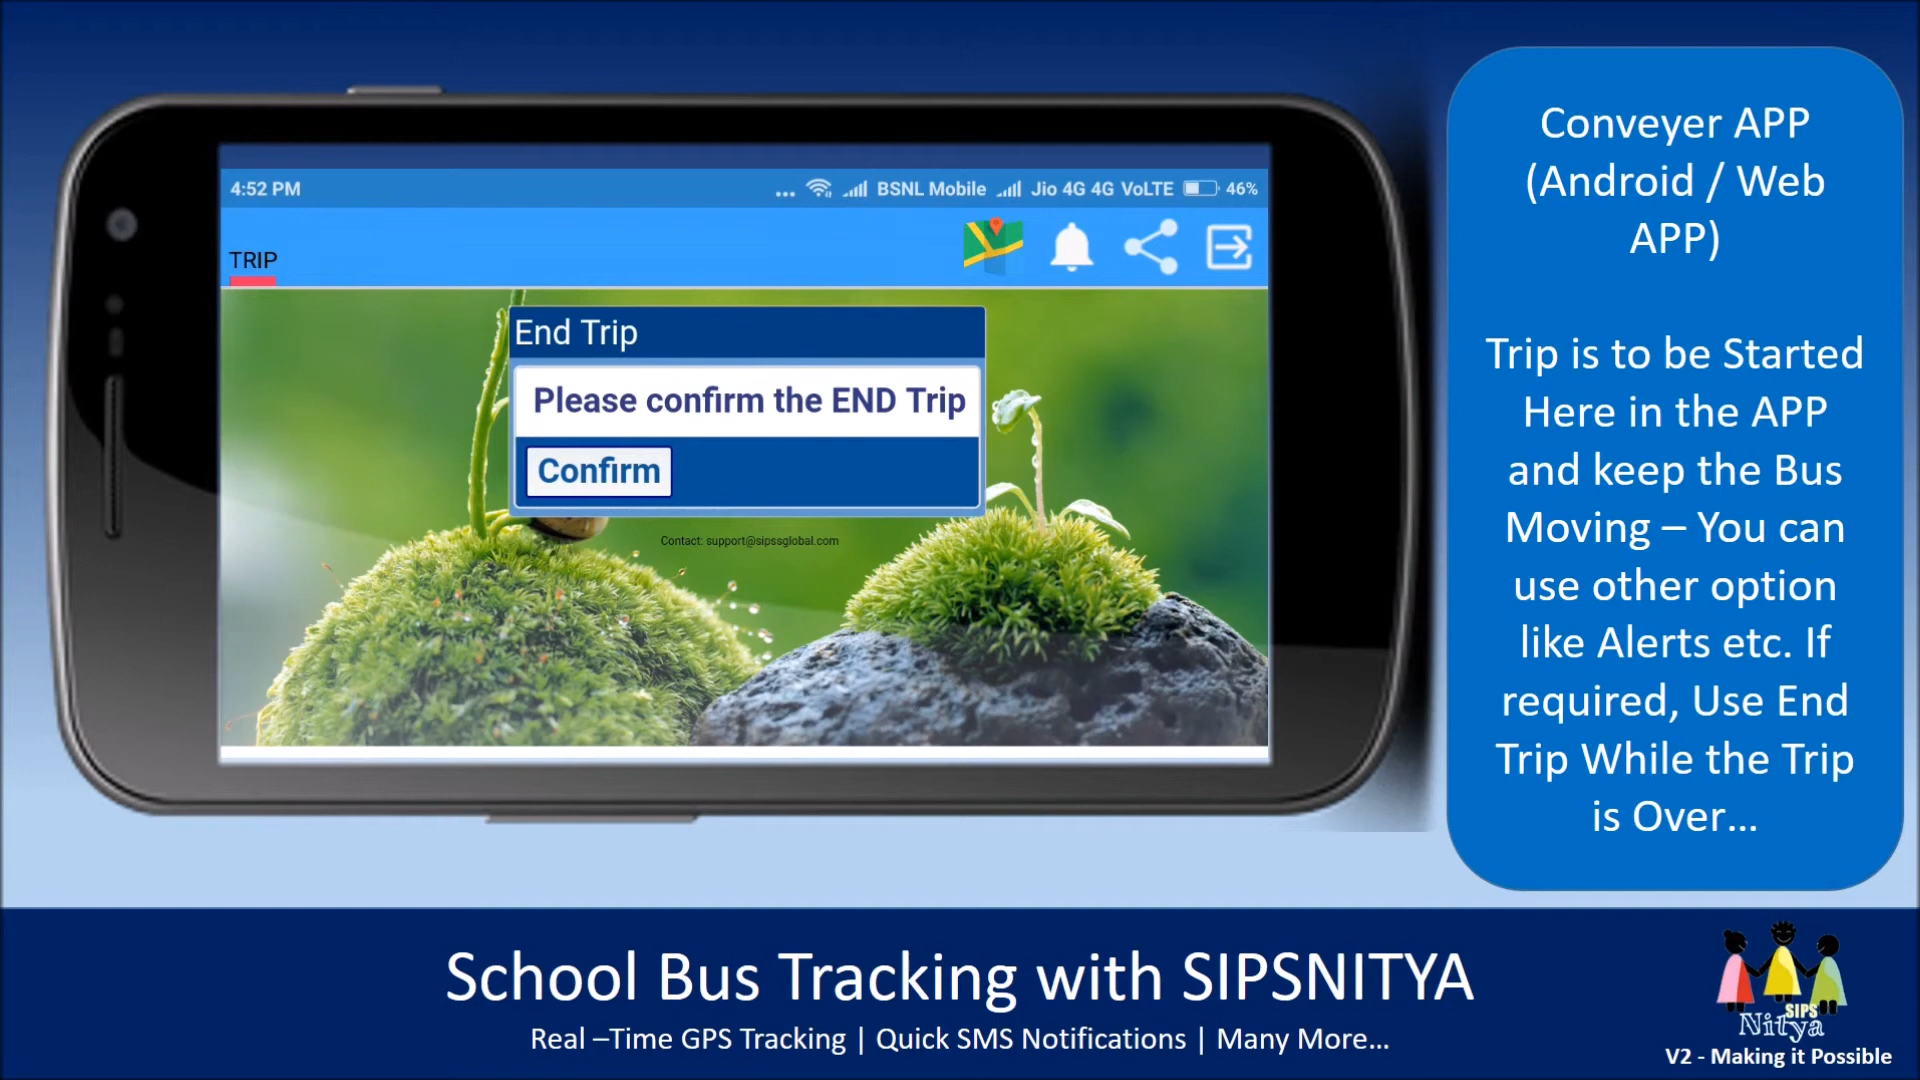 4:52 PM
... BSNL Mobile Jio 4G 4G VoLTE 46%
TRIP
End Trip
Please confirm the END Trip
Confirm
Contact: support@sipssglobal.com
Conveyer APP
(Android / Web
APP)
Trip is to be Started
Here in the APP
and keep the Bus
Moving – You can
use other option
like Alerts etc. If
required, Use End
Trip While the Trip
is Over...
School Bus Tracking with SIPSNITYA
Real –Time GPS Tracking | Quick SMS Notifications | Many More...
SIPS
Nitya
V2 - Making it Possible